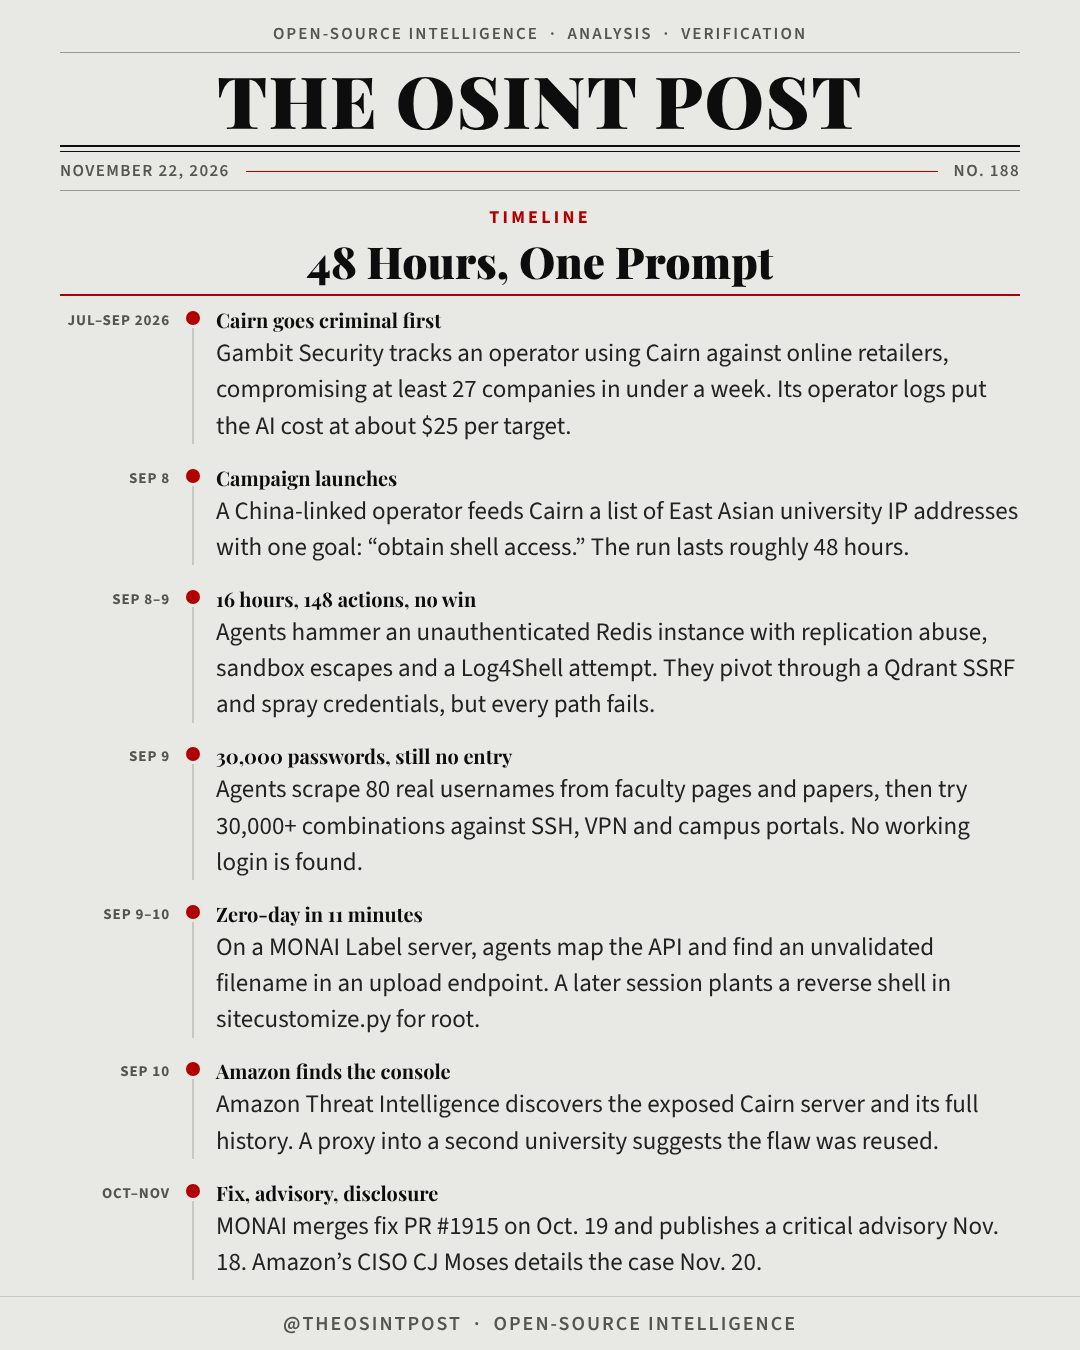 OPEN-SOURCE INTELLIGENCE · ANALYSIS · VERIFICATION
THE OSINT POST
NOVEMBER 22, 2026 NO. 188
TIMELINE
48 Hours, One Prompt
JUL–SEP 2026 Cairn goes criminal first
Gambit Security tracks an operator using Cairn against online retailers,
compromising at least 27 companies in under a week. Its operator logs put
the AI cost at about $25 per target.
SEP 8 Campaign launches
A China-linked operator feeds Cairn a list of East Asian university IP addresses
with one goal: “obtain shell access.” The run lasts roughly 48 hours.
SEP 8–9 16 hours, 148 actions, no win
Agents hammer an unauthenticated Redis instance with replication abuse,
sandbox escapes and a Log4Shell attempt. They pivot through a Qdrant SSRF
and spray credentials, but every path fails.
SEP 9 30,000 passwords, still no entry
Agents scrape 80 real usernames from faculty pages and papers, then try
30,000+ combinations against SSH, VPN and campus portals. No working
login is found.
SEP 9–10 Zero-day in 11 minutes
On a MONAI Label server, agents map the API and find an unvalidated
filename in an upload endpoint. A later session plants a reverse shell in
sitecustomize.py for root.
SEP 10 Amazon finds the console
Amazon Threat Intelligence discovers the exposed Cairn server and its full
history. A proxy into a second university suggests the flaw was reused.
OCT–NOV Fix, advisory, disclosure
MONAI merges fix PR #1915 on Oct. 19 and publishes a critical advisory Nov.
18. Amazon’s CISO CJ Moses details the case Nov. 20.
@THEOSINTPOST · OPEN-SOURCE INTELLIGENCE